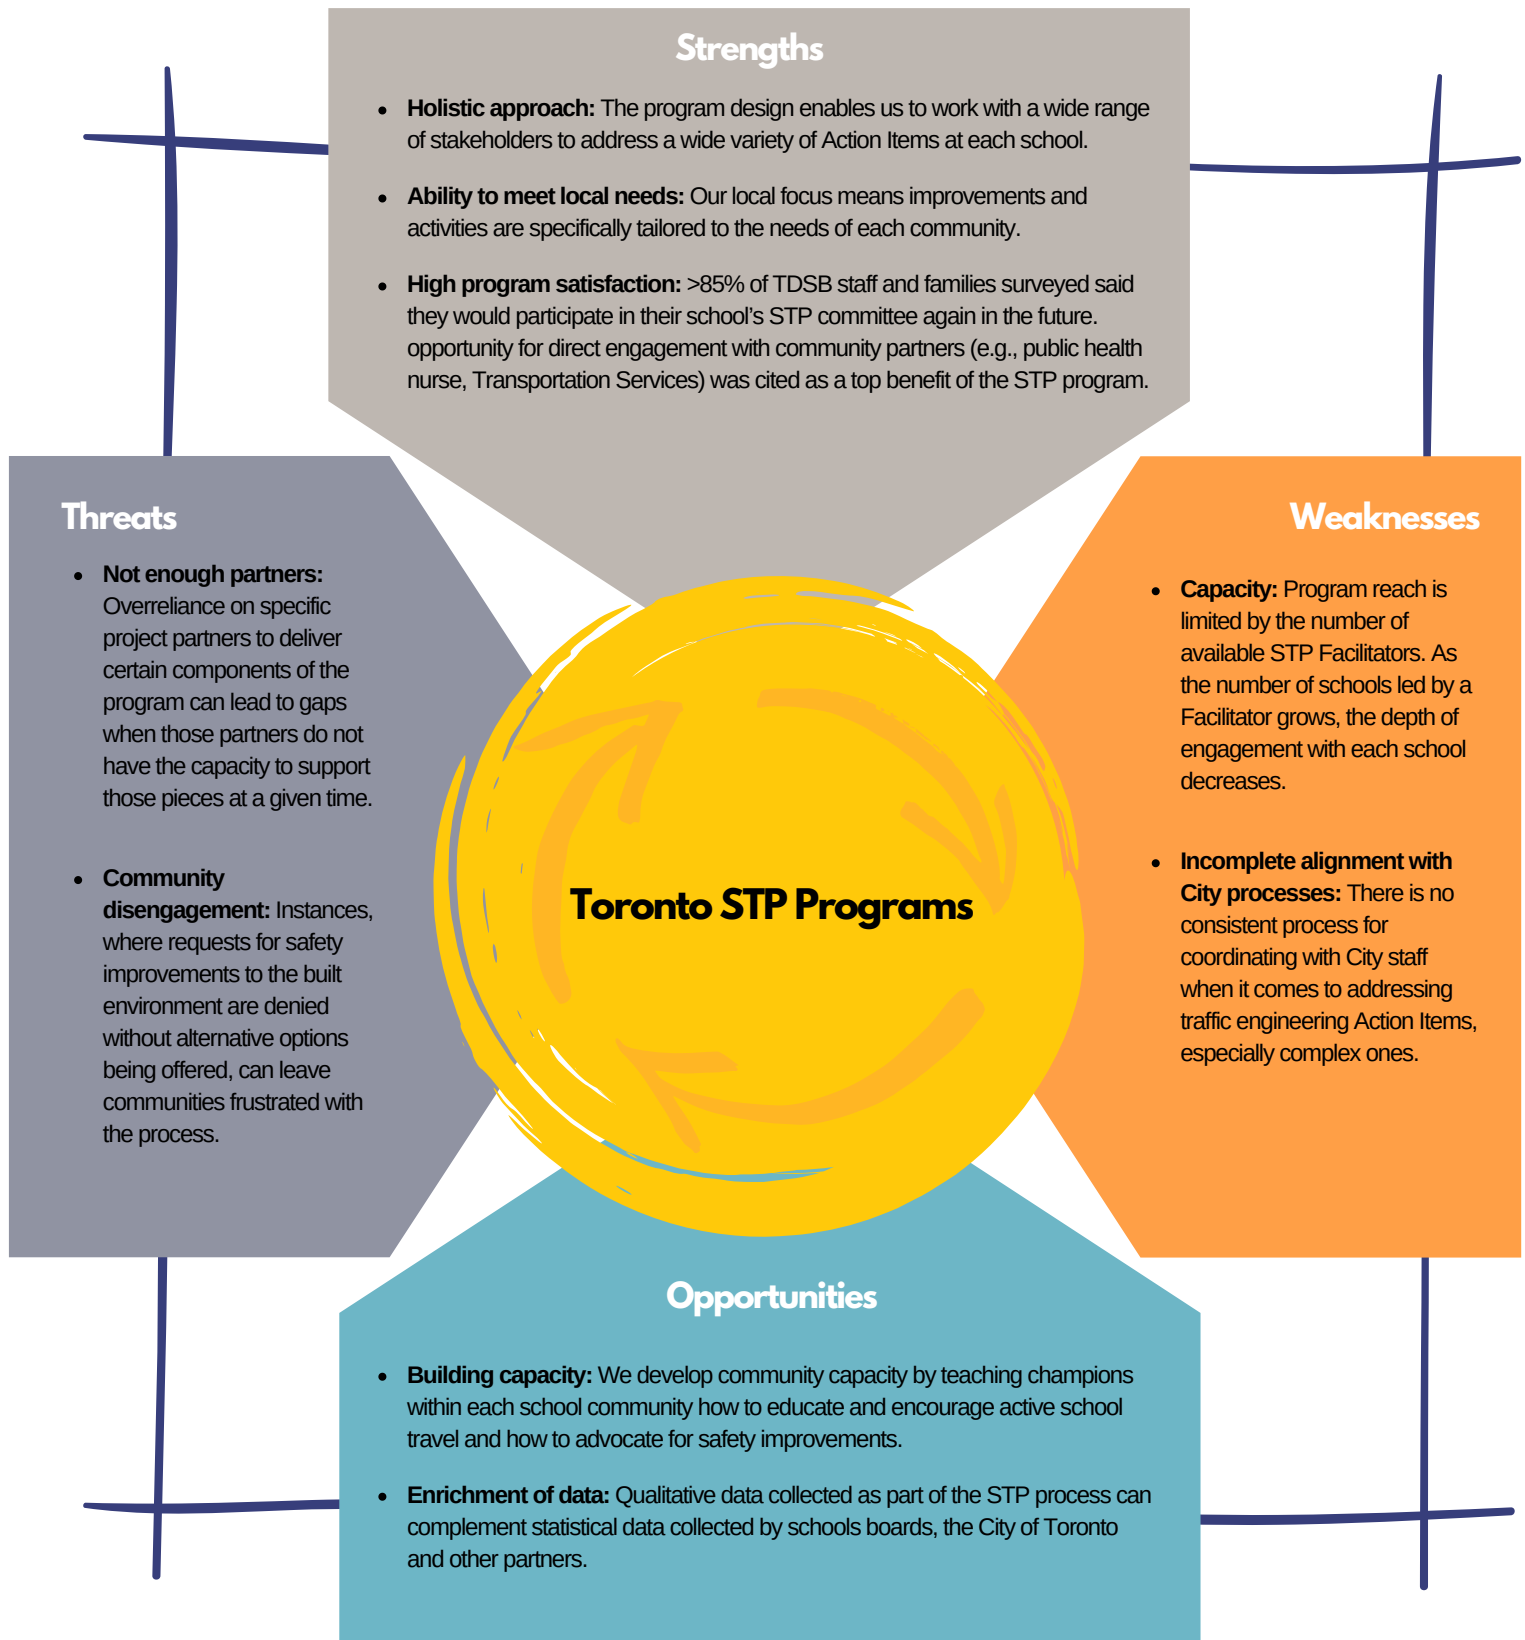 Strengths
• Holistic approach: The program design enables us to work with a wide range
of stakeholders to address a wide variety of Action Items at each school.
• Ability to meet local needs: Our local focus means improvements and
activities are specifically tailored to the needs of each community.
• High program satisfaction: >85% of TDSB staff and families surveyed said
they would participate in their school’s STP committee again in the future.
opportunity for direct engagement with community partners (e.g., public health
nurse, Transportation Services) was cited as a top benefit of the STP program.
Threats
• Not enough partners:
Overreliance on specific
project partners to deliver
certain components of the
program can lead to gaps
when those partners do not
have the capacity to support
those pieces at a given time.
• Community
disengagement: Instances,
where requests for safety
improvements to the built
environment are denied
without alternative options
being offered, can leave
communities frustrated with
the process.
Toronto STP Programs
Weaknesses
• Capacity: Program reach is
limited by the number of
available STP Facilitators. As
the number of schools led by a
Facilitator grows, the depth of
engagement with each school
decreases.
• Incomplete alignment with
City processes: There is no
consistent process for
coordinating with City staff
when it comes to addressing
traffic engineering Action Items,
especially complex ones.
Opportunities
• Building capacity: We develop community capacity by teaching champions
within each school community how to educate and encourage active school
travel and how to advocate for safety improvements.
• Enrichment of data: Qualitative data collected as part of the STP process can
complement statistical data collected by schools boards, the City of Toronto
and other partners.